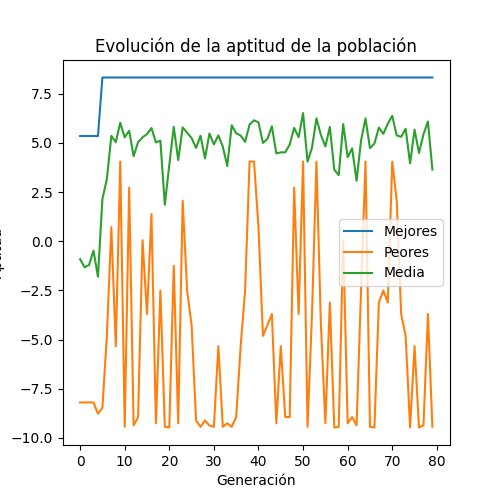 Evolución de la aptitud de la población
7.5
5.0
2.5
0.0
−2.5
−5.0
−7.5
−10.0
Mejores
Peores
Media
0 10 20 30 40 50 60 70 80
Generación